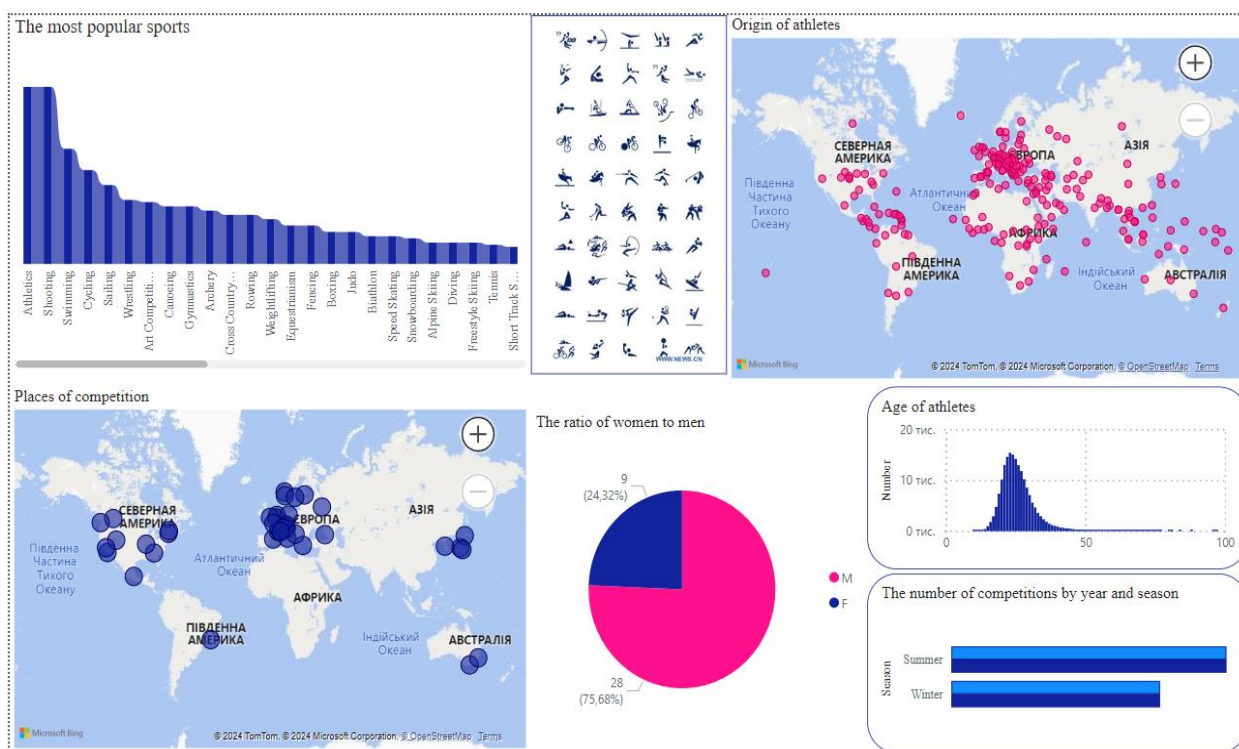 The most popular sports
Athletics
Shooting
Swimming
Cycling
Sailing
Wrestling
Art Competiti...
Canoeing
Gymnastics
Archery
Cross Country...
Rowing
Weightlifting
Equestrianism
Fencing
Boxing
Judo
Biathlon
Speed Skating
Snowboarding
Alpine Skiing
Diving
Freestyle Skiing
Tennis
Short Track S...
WWW.NEWS.CN
Origin of athletes
СЕВЕРНАЯ
АМЕРИКА
ЕВРОПА
АЗІЯ
Південна
Частина
Тихого
Океану
Атлантичний
Океан
АФРИКА
ПІВДЕННА
АМЕРИКА
Індійський
Океан
АВСТРАЛІЯ
Microsoft Bing
© 2024 TomTom, © 2024 Microsoft Corporation, © OpenStreetMap Terms
Places of competition
СЕВЕРНАЯ
АМЕРИКА
ЄВРОПА
АЗІЯ
Південна
Частина
Тихого
Океану
Атлантичний
Океан
АФРИКА
ПІВДЕННА
АМЕРИКА
Індійський
Океан
АВСТРАЛІЯ
Microsoft Bing
© 2024 TomTom, © 2024 Microsoft Corporation, © OpenStreetMap Terms
The ratio of women to men
9
(24,32%)
28
(75,68%)
M
F
Age of athletes
Number
20 тис.
10 тис.
0 тис.
0
50
100
The number of competitions by year and season
Season
Summer
Winter